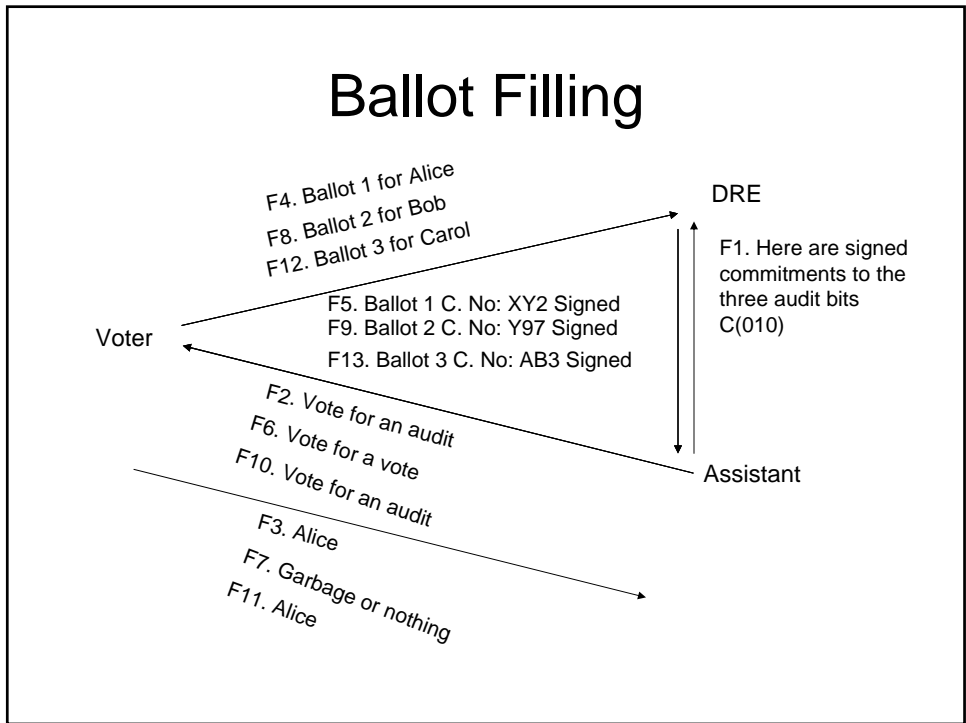 Ballot Filling
F4. Ballot 1 for Alice
F8. Ballot 2 for Bob
F12. Ballot 3 for Carol
DRE
F1. Here are signed
commitments to the
three audit bits
C(010)
F5. Ballot 1 C. No: XY2 Signed
F9. Ballot 2 C. No: Y97 Signed
F13. Ballot 3 C. No: AB3 Signed
Voter
F2. Vote for an audit
F6. Vote for a vote
F10. Vote for an audit
Assistant
F3. Alice
F7. Garbage or nothing
F11. Alice